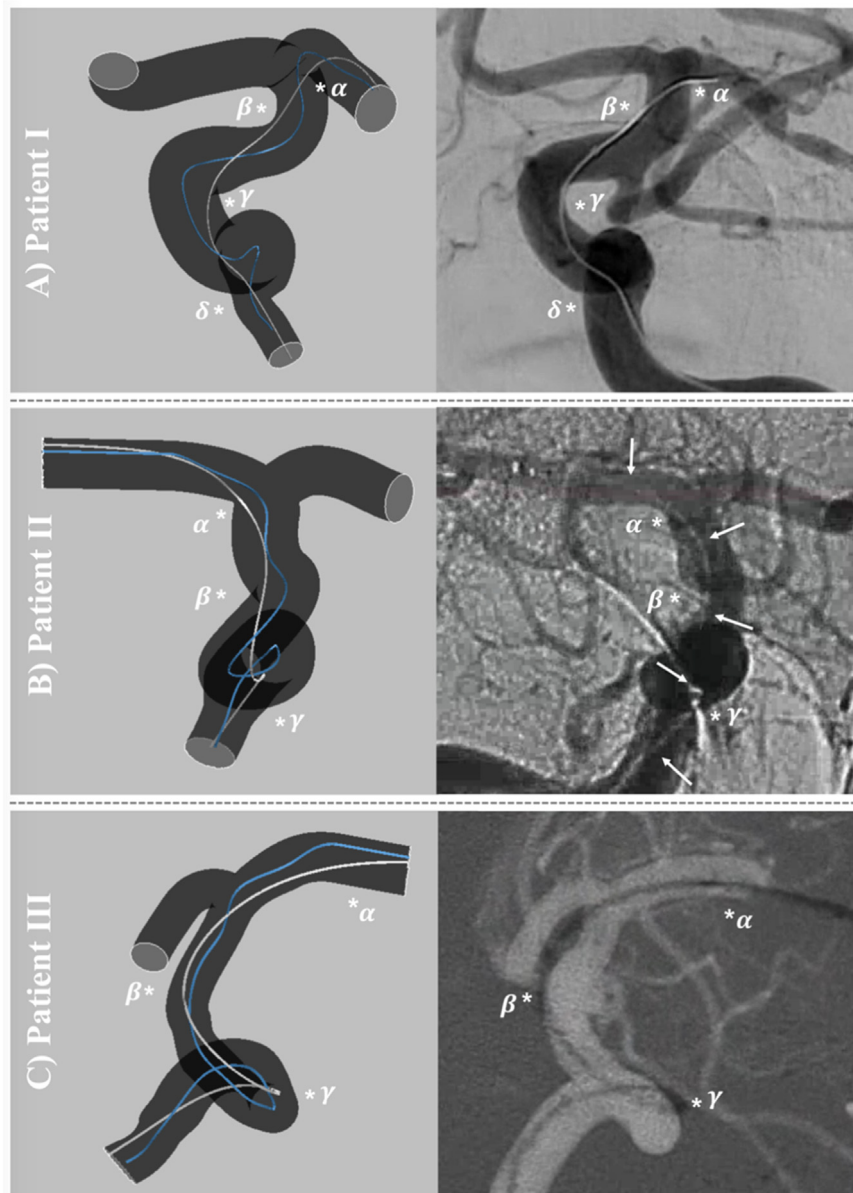 A) Patient I
β* * α β* * α
* γ * γ
δ* δ*
B) Patient II
α* α *
β* β*
* γ * γ
C) Patient III
*α *α
β* β*
* γ * γ